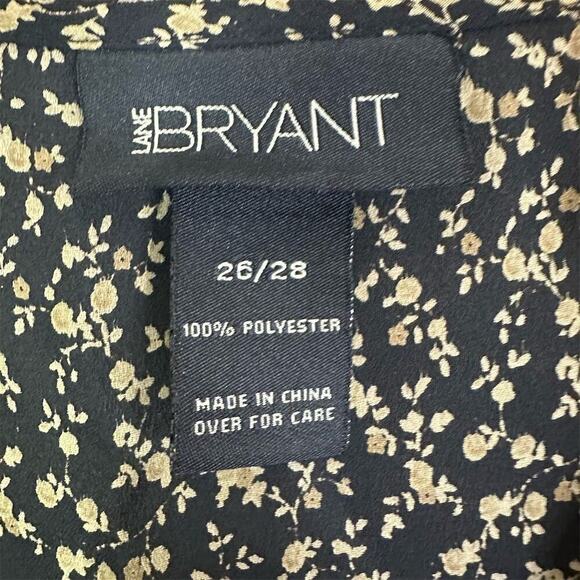 LANE BRYANT
26/28
100% POLYESTER
MADE IN CHINA
OVER FOR CARE